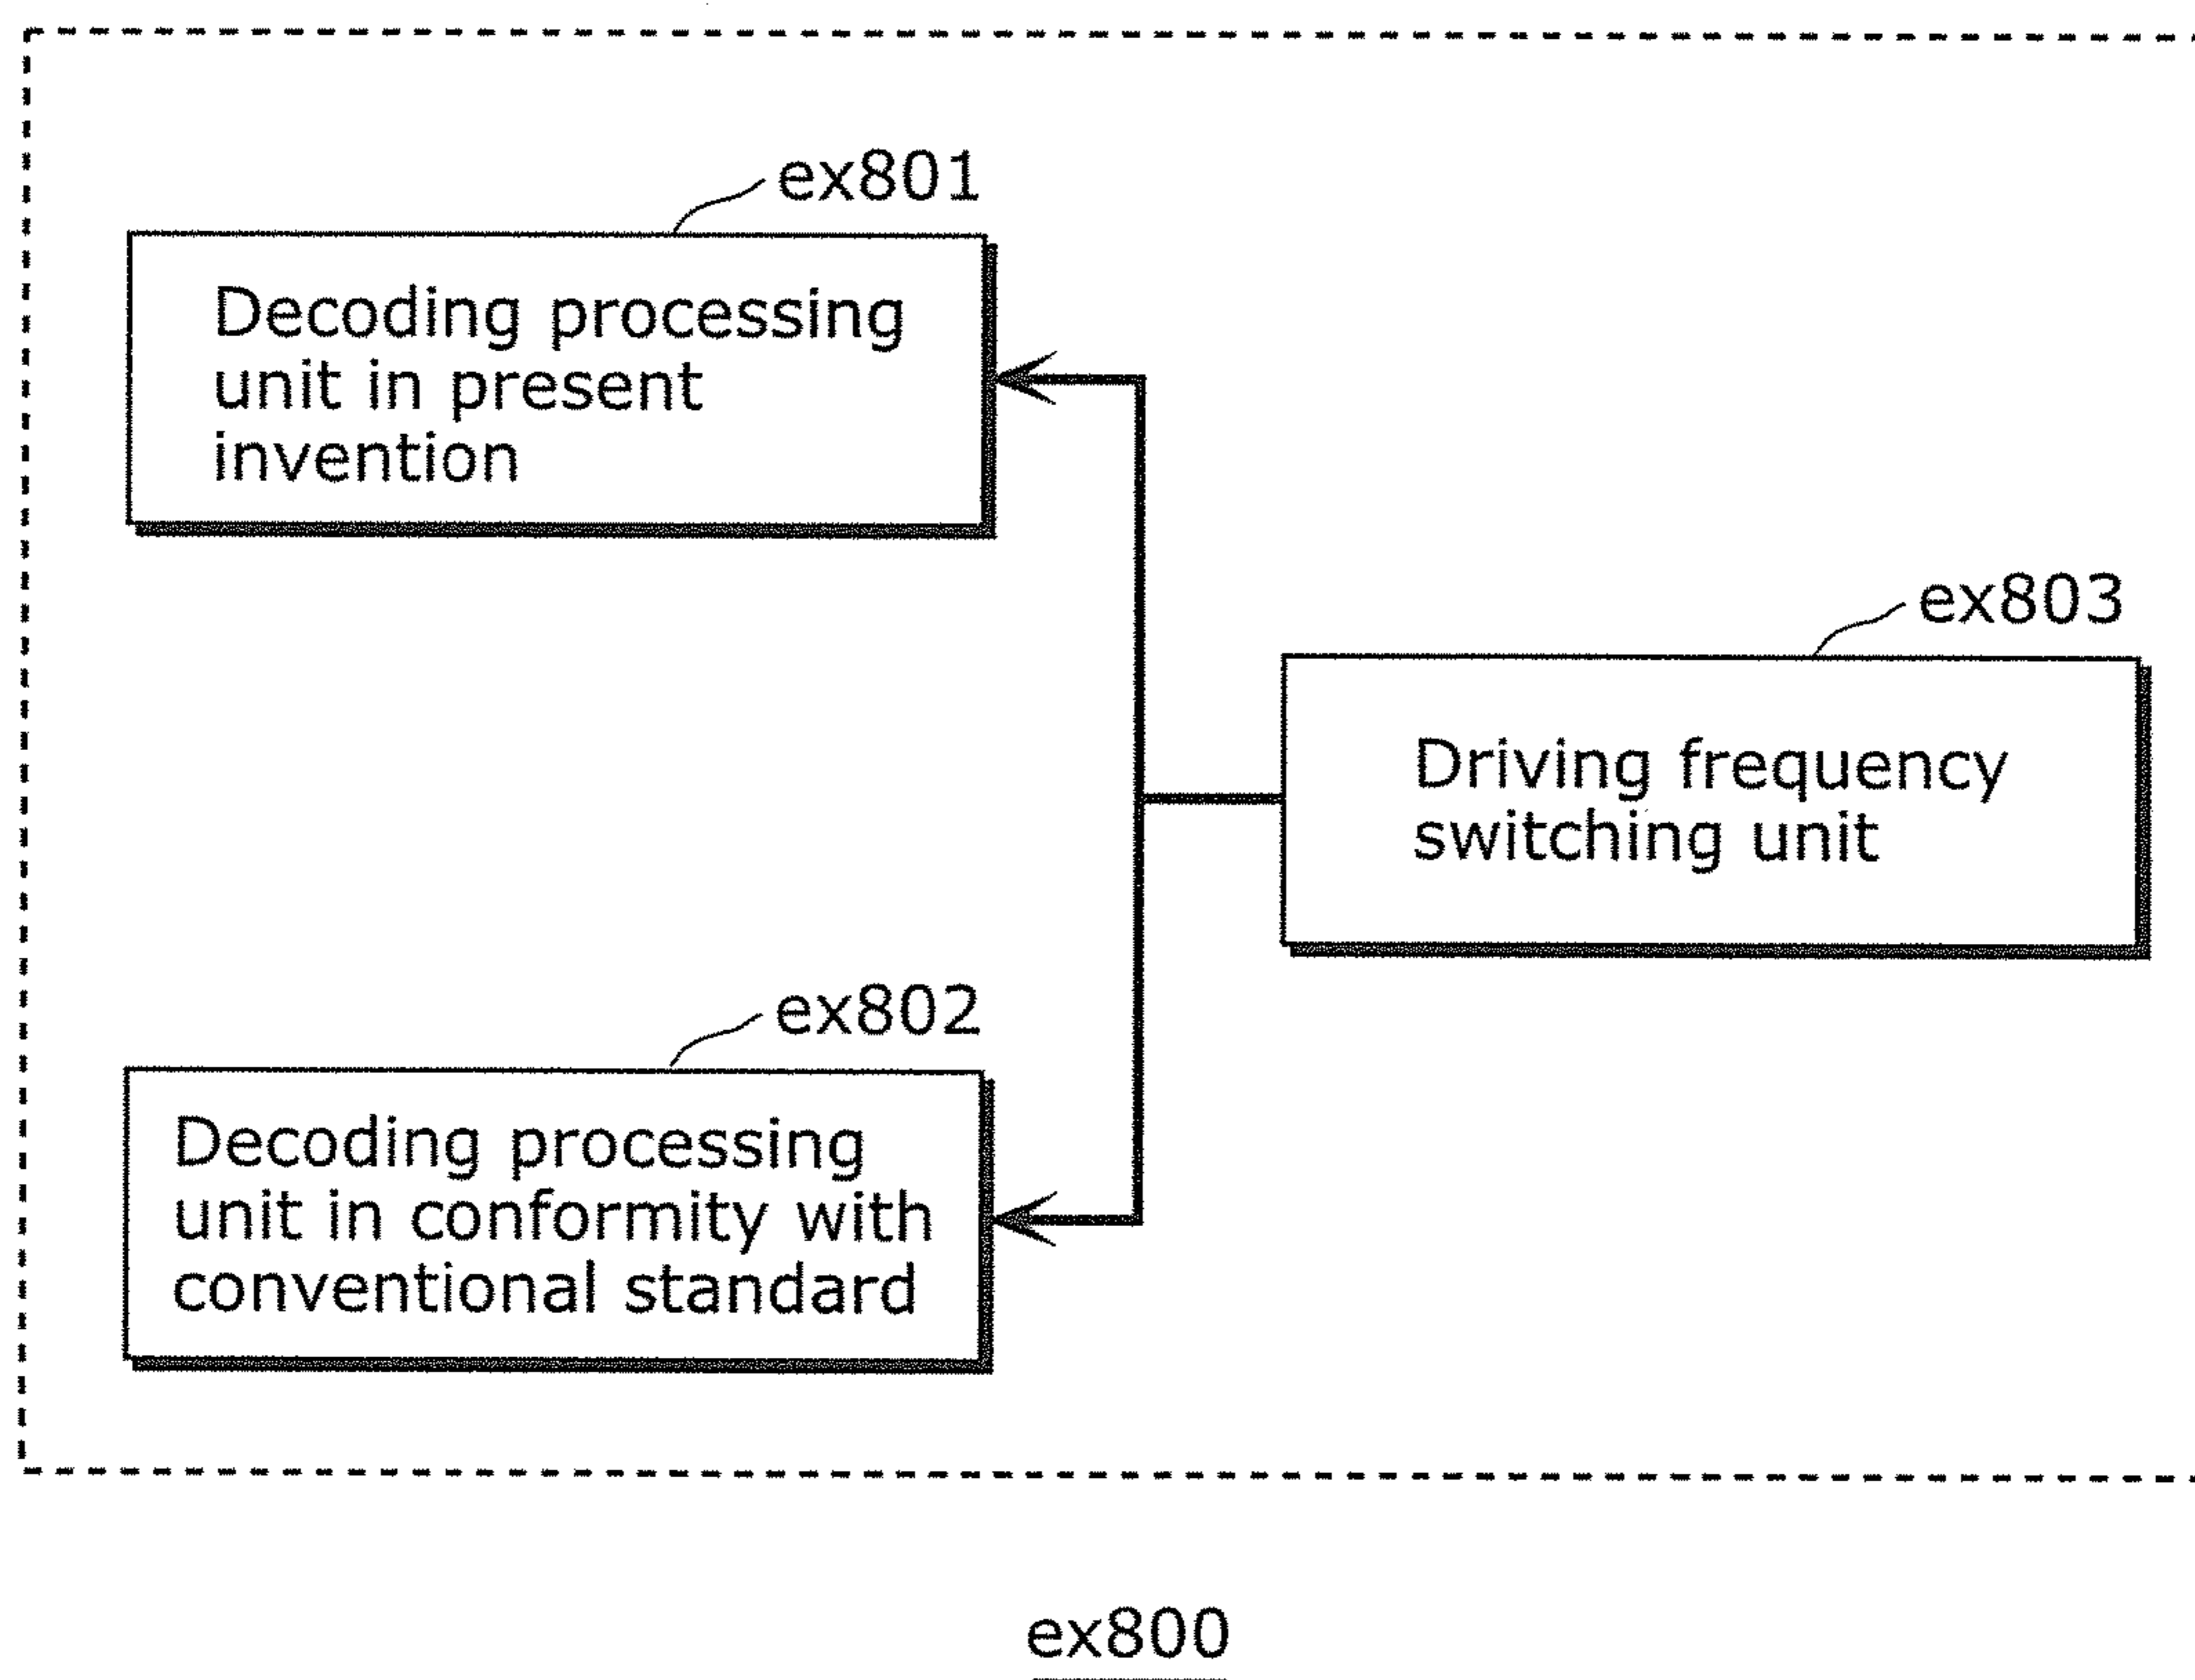 ex801
Decoding processing
unit in present
invention
ex803
Driving frequency
switching unit
ex802
Decoding processing
unit in conformity with
conventional standard
ex800